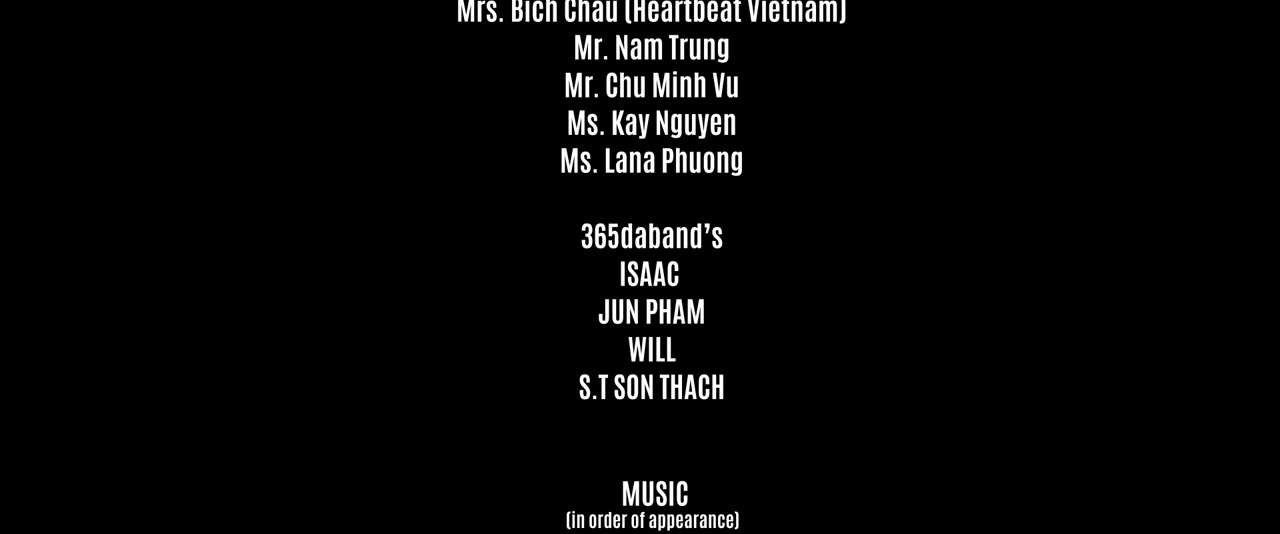 Mrs. Bich Chau (Heartbeat Vietnam)
Mr. Nam Trung
Mr. Chu Minh Vu
Ms. Kay Nguyen
Ms. Lana Phuong
365daband’s
ISAAC
JUN PHAM
WILL
S.T SON THACH
MUSIC
(in order of appearance)